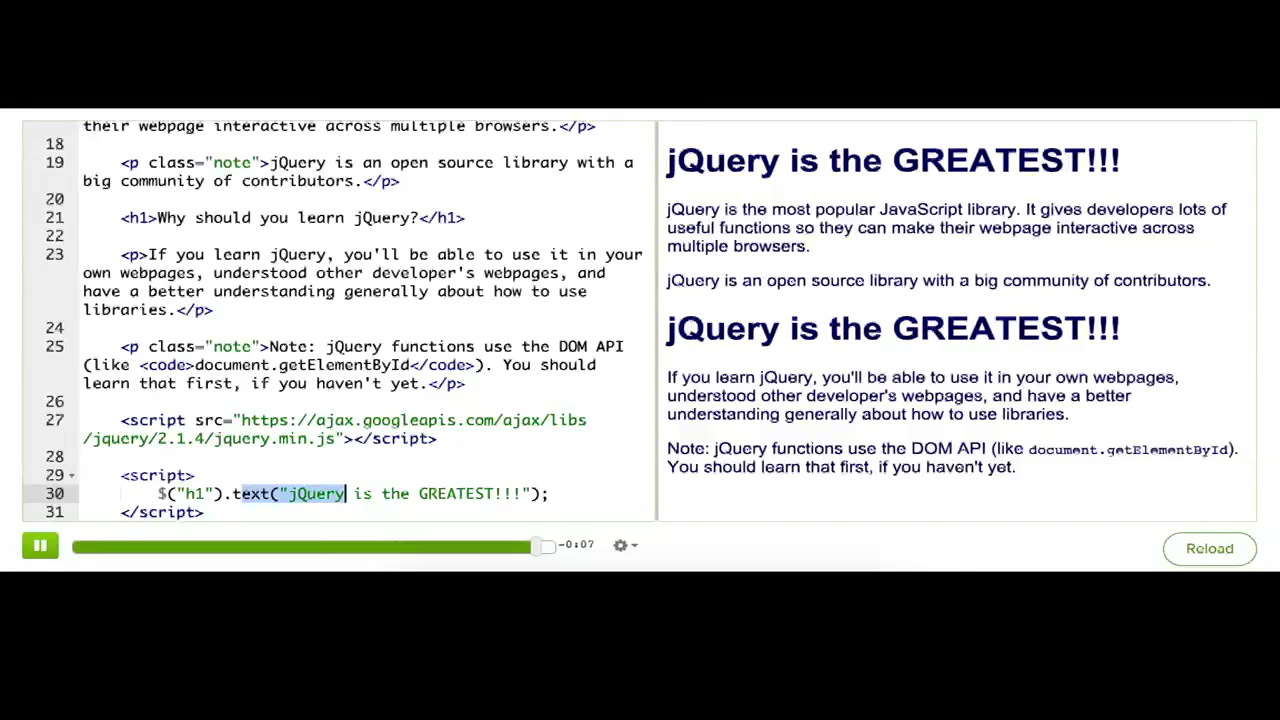 their webpage interactive across multiple browsers.</p>
18
19 <p class="note">jQuery is an open source library with a
big community of contributors.</p>
20
21 <h1>Why should you learn jQuery?</h1>
22
23 <p>If you learn jQuery, you'll be able to use it in your
own webpages, understood other developer's webpages, and
have a better understanding generally about how to use
libraries.</p>
24
25 <p class="note">Note: jQuery functions use the DOM API
(like <code>document.getElementById</code>). You should
learn that first, if you haven't yet.</p>
26
27 <script src="https://ajax.googleapis.com/ajax/libs
/jquery/2.1.4/jquery.min.js"></script>
28
29 <script>
30 $("h1").text("jQuery is the GREATEST!!!");
31 </script>
jQuery is the GREATEST!!!
jQuery is the most popular JavaScript library. It gives developers lots of
useful functions so they can make their webpage interactive across
multiple browsers.
jQuery is an open source library with a big community of contributors.
jQuery is the GREATEST!!!
If you learn jQuery, you'll be able to use it in your own webpages,
understood other developer's webpages, and have a better
understanding generally about how to use libraries.
Note: jQuery functions use the DOM API (like document.getElementById).
You should learn that first, if you haven't yet.
-0:07
Reload